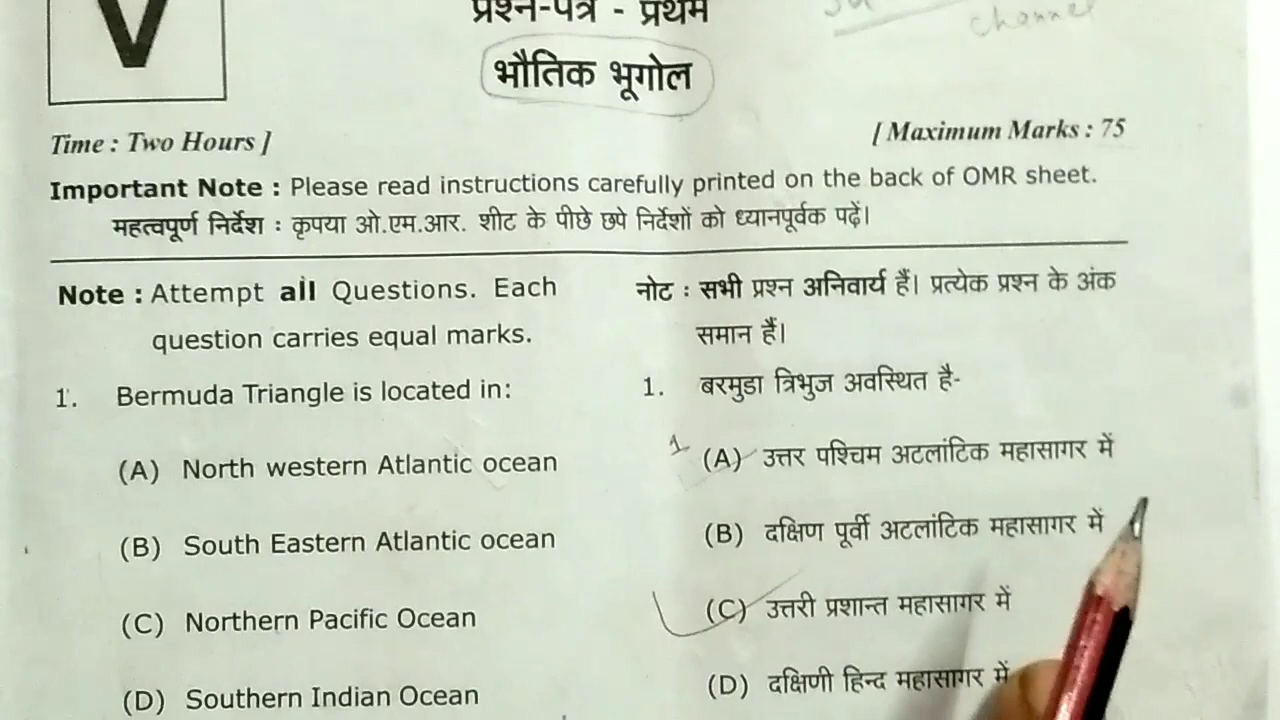 V
प्रश्न-पत्र - प्रथम
channel
भौतिक भूगोल
Time : Two Hours ]
[ Maximum Marks : 75
Important Note : Please read instructions carefully printed on the back of OMR sheet.
महत्वपूर्ण निर्देश : कृपया ओ.एम.आर. शीट के पीछे छपे निर्देशों को ध्यानपूर्वक पढ़ें।
Note : Attempt all Questions. Each
question carries equal marks.
1. Bermuda Triangle is located in:
(A) North western Atlantic ocean
(B) South Eastern Atlantic ocean
(C) Northern Pacific Ocean
(D) Southern Indian Ocean
नोट : सभी प्रश्न अनिवार्य हैं। प्रत्येक प्रश्न के अंक
समान हैं।
1. बरमुडा त्रिभुज अवस्थित है-
1
(A) उत्तर पश्चिम अटलांटिक महासागर में
(B) दक्षिण पूर्वी अटलांटिक महासागर में
(C) उत्तरी प्रशान्त महासागर में
(D) दक्षिणी हिन्द महासागर में